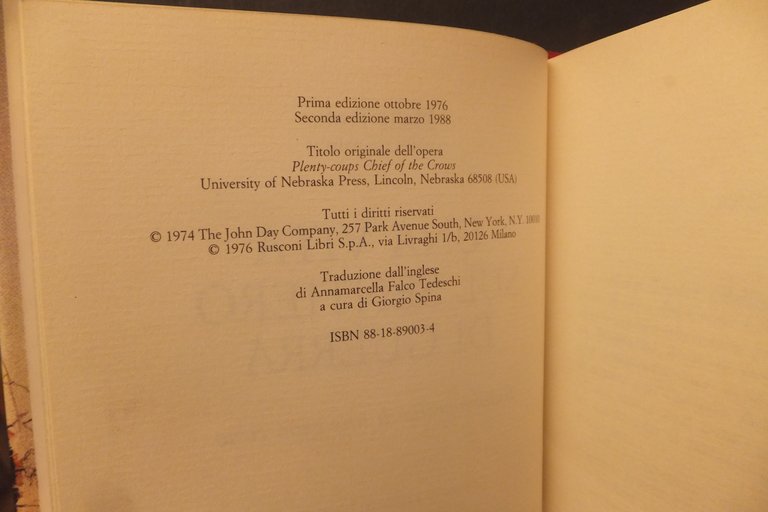 Prima edizione ottobre 1976
Seconda edizione marzo 1988
Titolo originale dell'opera
Plenty-coups Chief of the Crows
University of Nebraska Press, Lincoln, Nebraska 68508 (USA)
Tutti i diritti riservati
© 1974 The John Day Company, 257 Park Avenue South, New York, N.Y. 10010
© 1976 Rusconi Libri S.p.A., via Livraghi 1/b, 20126 Milano
Traduzione dall'inglese
di Annamarcella Falco Tedeschi
a cura di Giorgio Spina
ISBN 88-18-89003-4